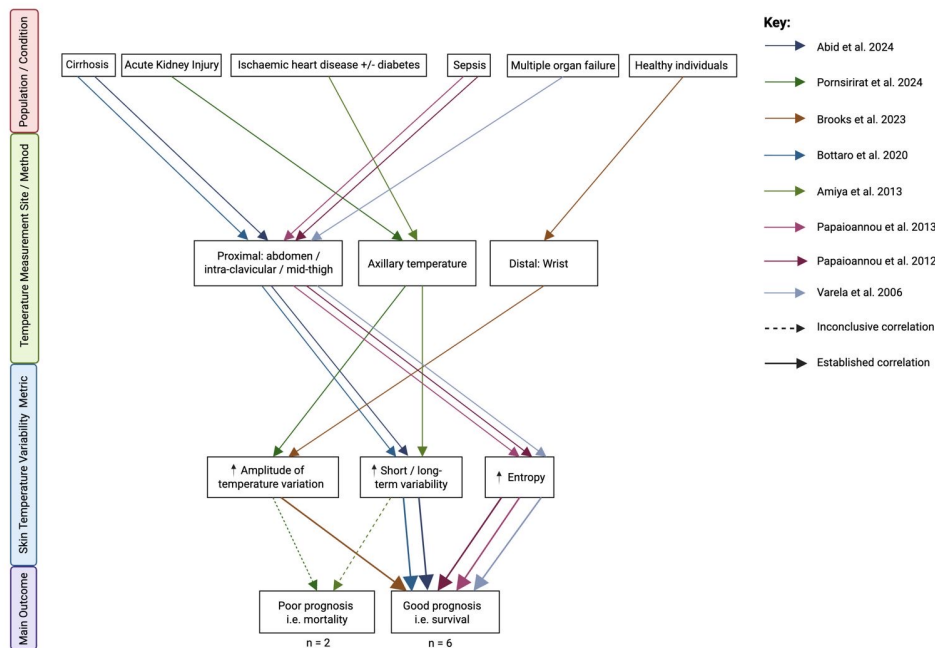 Population / Condition
Cirrhosis
Acute Kidney Injury
Ischaemic heart disease +/- diabetes
Sepsis
Multiple organ failure
Healthy individuals
Temperature Measurement Site / Method
Proximal: abdomen /
intra-clavicular / mid-thigh
Axillary temperature
Distal: Wrist
Skin Temperature Variability Metric
↑ Amplitude of
temperature variation
↑ Short / long-
term variability
↑ Entropy
Main Outcome
Poor prognosis
i.e. mortality
n = 2
Good prognosis
i.e. survival
n = 6
Key:
Abid et al. 2024
Pornsirirat et al. 2024
Brooks et al. 2023
Bottaro et al. 2020
Amiya et al. 2013
Papaioannou et al. 2013
Papaioannou et al. 2012
Varela et al. 2006
Inconclusive correlation
Established correlation